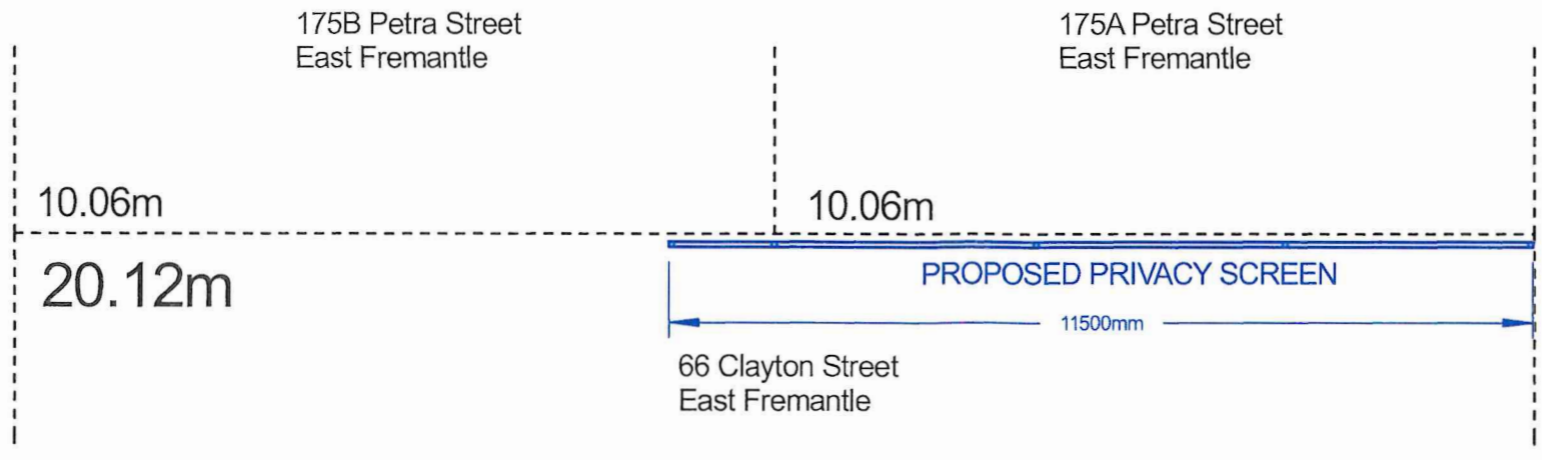 175B Petra Street
East Fremantle
175A Petra Street
East Fremantle
10.06m
10.06m
20.12m
PROPOSED PRIVACY SCREEN
11500mm
66 Clayton Street
East Fremantle